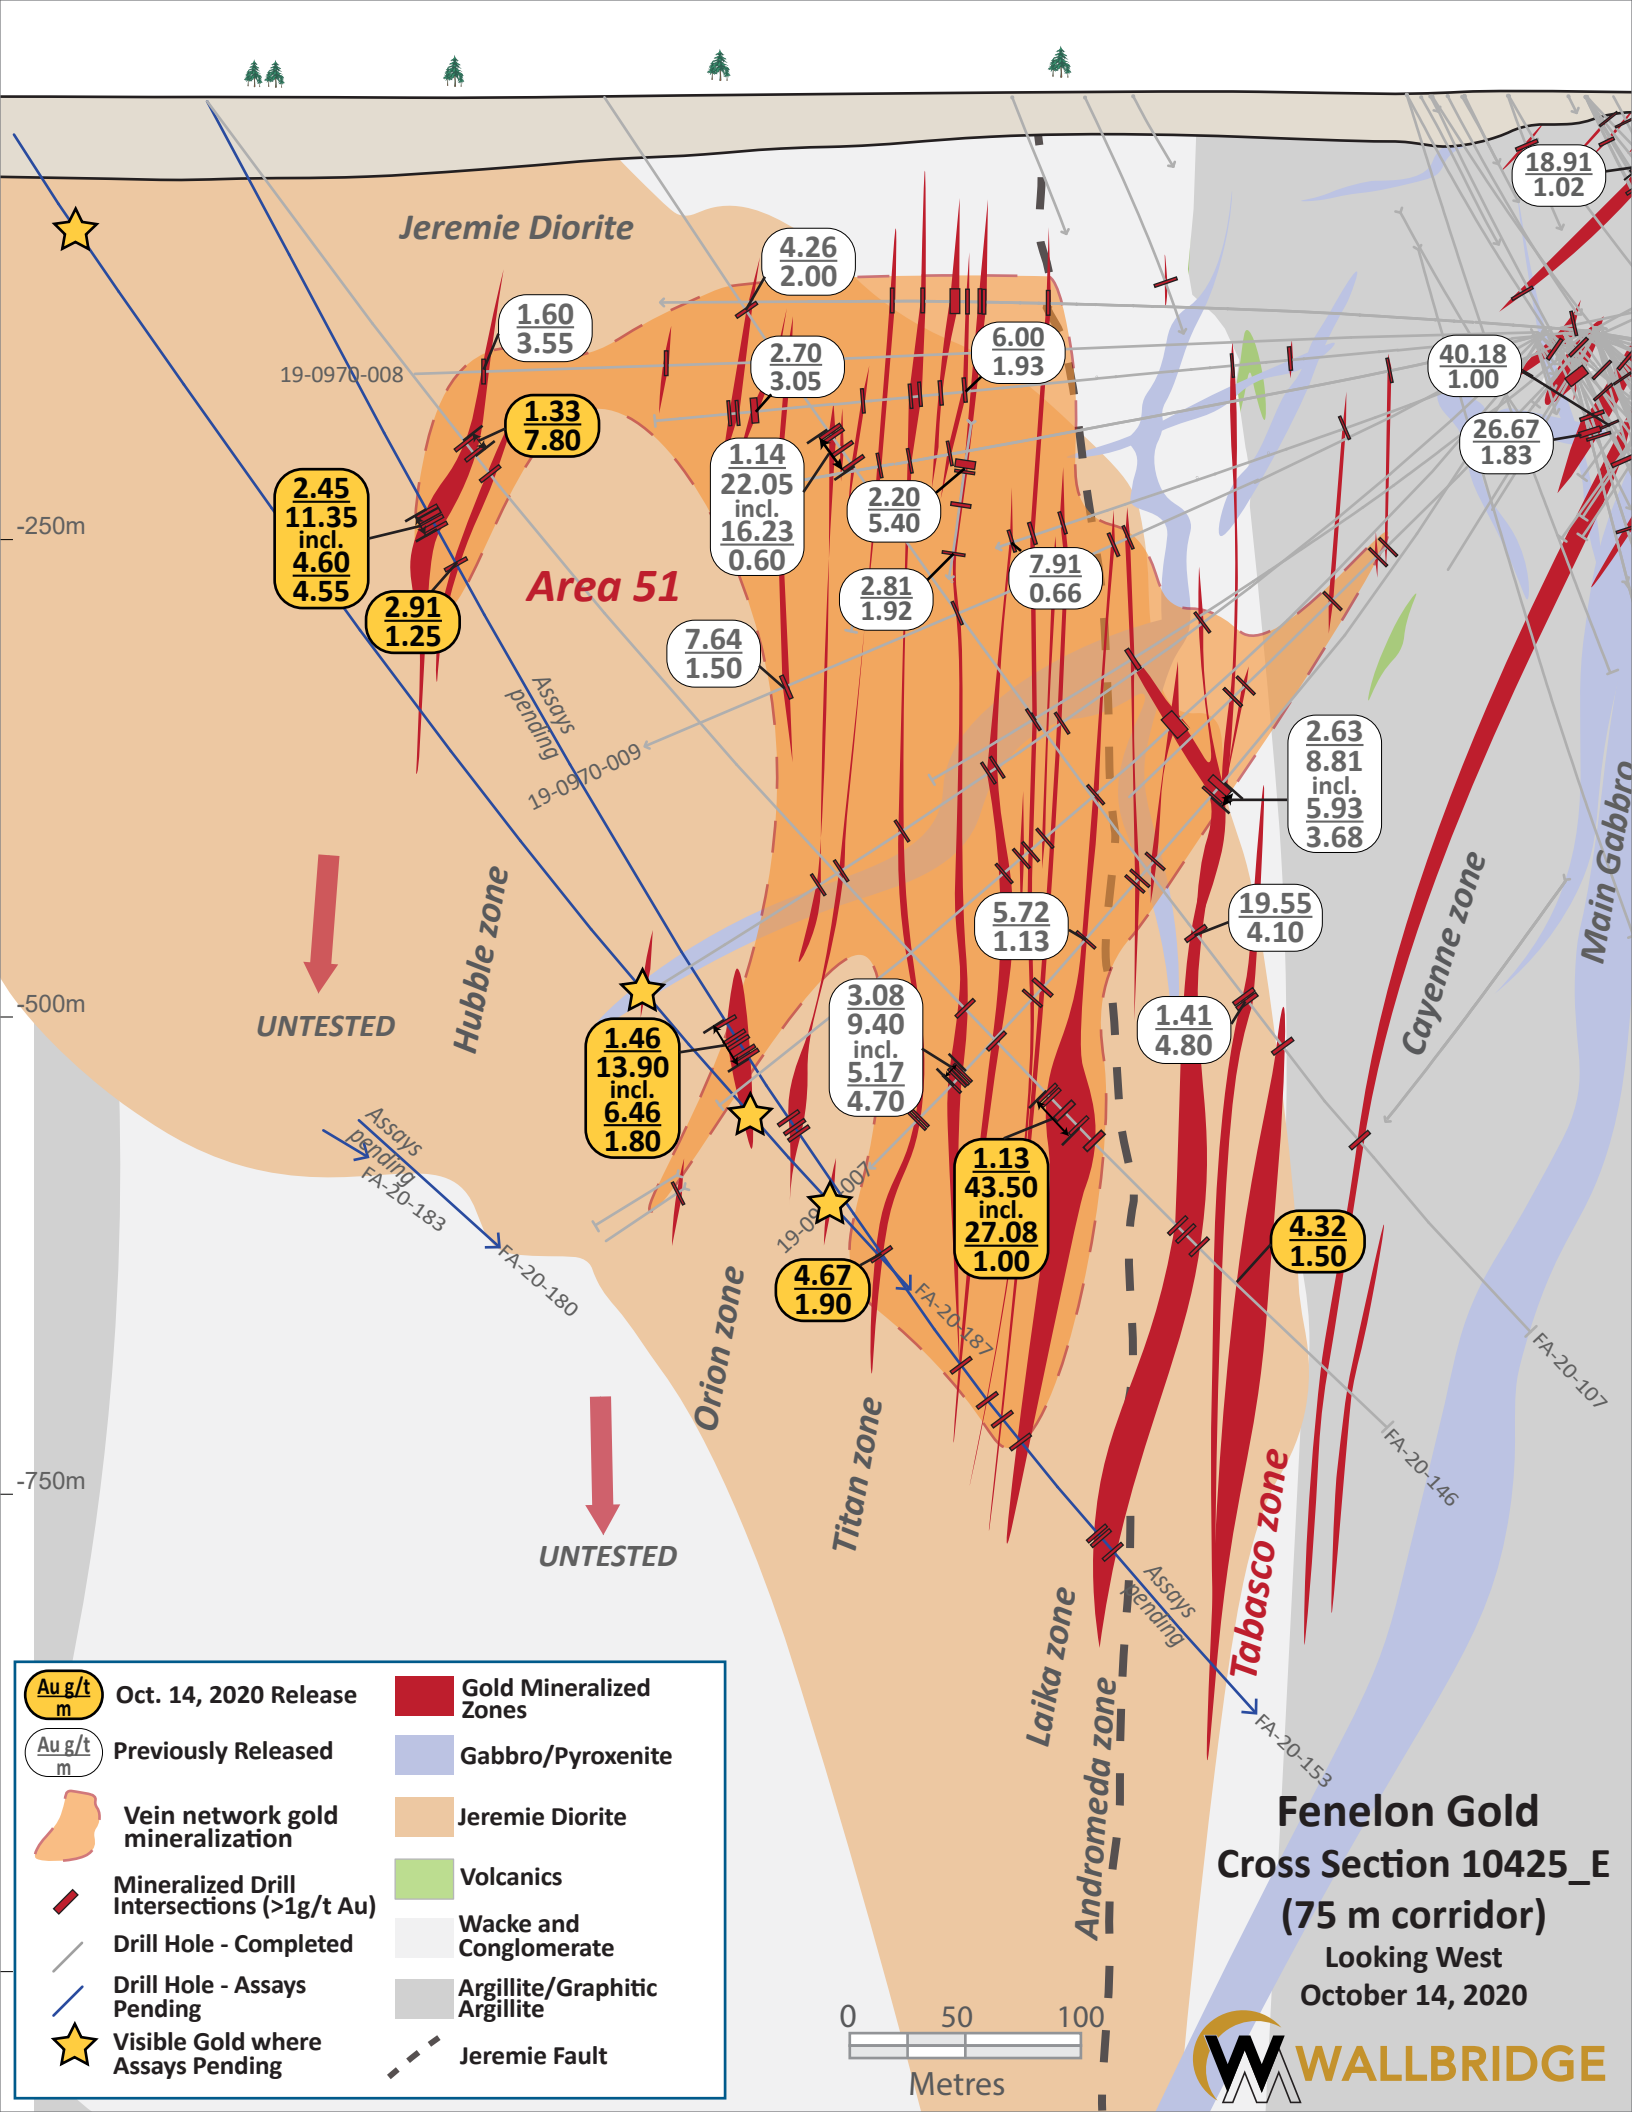 18.91
1.02
Jeremie Diorite
4.26
2.00
1.60
3.55
6.00
1.93
2.70
3.05
40.18
1.00
19-0970-008
1.33
7.80
26.67
1.83
1.14
22.05
incl.
16.23
0.60
2.45
11.35
incl.
4.60
4.55
2.20
5.40
-250m
7.91
0.66
Area 51
2.81
1.92
2.91
1.25
7.64
1.50
Assays
pending
19-0970-009
2.63
8.81
incl.
5.93
3.68
Main Gabbro
Cayenne zone
Hubble zone
5.72
1.13
19.55
4.10
-500m
UNTESTED
3.08
9.40
incl.
5.17
4.70
1.41
4.80
1.46
13.90
incl.
6.46
1.80
Assays
pending
FA-20-183
FA-20-180
1.13
43.50
incl.
27.08
1.00
4.32
1.50
4.67
1.90
FA-20-187
Orion zone
FA-20-107
Titan zone
FA-20-146
-750m
Tabasco zone
UNTESTED
Assays
pending
Laika zone
Andromeda zone
FA-20-153
Au g/t
m
Oct. 14, 2020 Release
Au g/t
m
Previously Released
Vein network gold
mineralization
Mineralized Drill
Intersections (>1g/t Au)
Drill Hole - Completed
Drill Hole - Assays
Pending
Visible Gold where
Assays Pending
Gold Mineralized
Zones
Gabbro/Pyroxenite
Jeremie Diorite
Volcanics
Wacke and
Conglomerate
Argillite/Graphitic
Argillite
Jeremie Fault
0 50 100
Metres
Fenelon Gold
Cross Section 10425_E
(75 m corridor)
Looking West
October 14, 2020
WALLBRIDGE